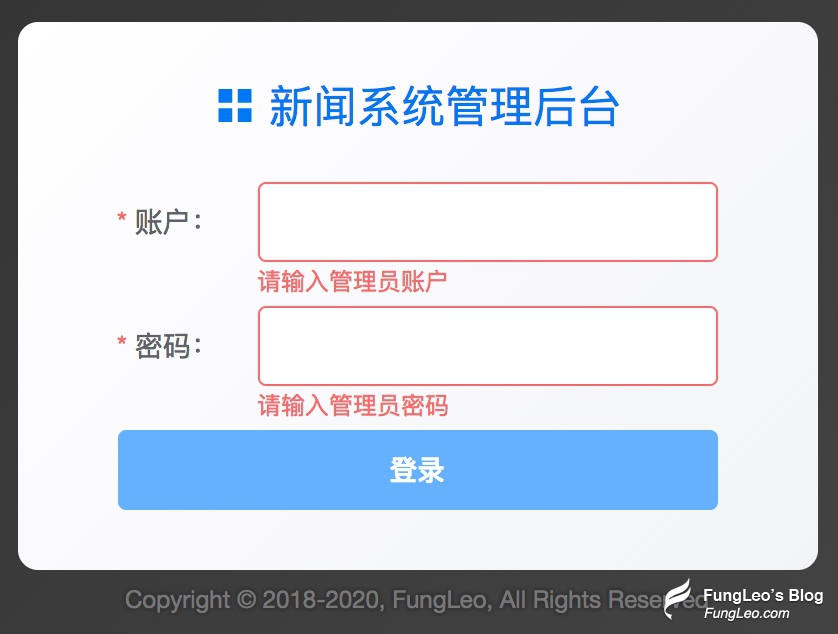 新闻系统管理后台
* 账户：
请输入管理员账户
* 密码：
请输入管理员密码
登录
Copyright © 2018-2020, FungLeo, All Rights Reserved
FungLeo's Blog
FungLeo.com